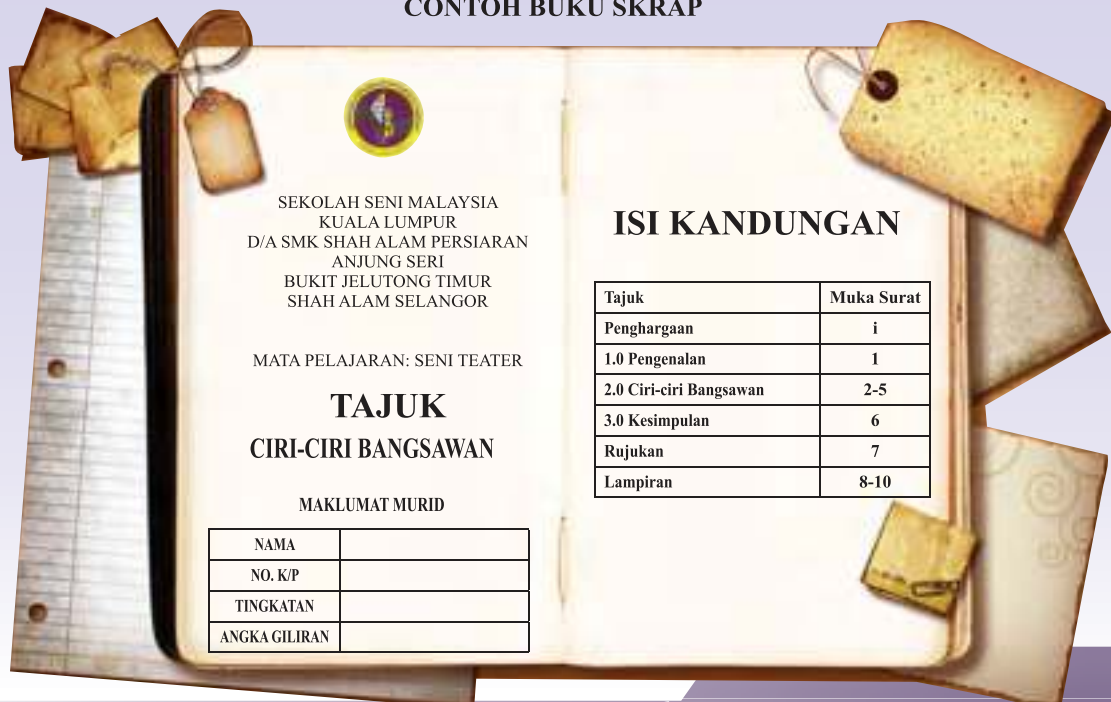 CONTOH BUKU SKRAP
SEKOLAH SENI MALAYSIA
KUALA LUMPUR
D/A SMK SHAH ALAM PERSIARAN
ANJUNG SERI
BUKIT JELUTONG TIMUR
SHAH ALAM SELANGOR
MATA PELAJARAN: SENI TEATER
TAJUK
CIRI-CIRI BANGSAWAN
MAKLUMAT MURID
NAMA
NO. K/P
TINGKATAN
ANGKA GILIRAN
ISI KANDUNGAN
Tajuk Muka Surat
Penghargaan i
1.0 Pengenalan 1
2.0 Ciri-ciri Bangsawan 2-5
3.0 Kesimpulan 6
Rujukan 7
Lampiran 8-10